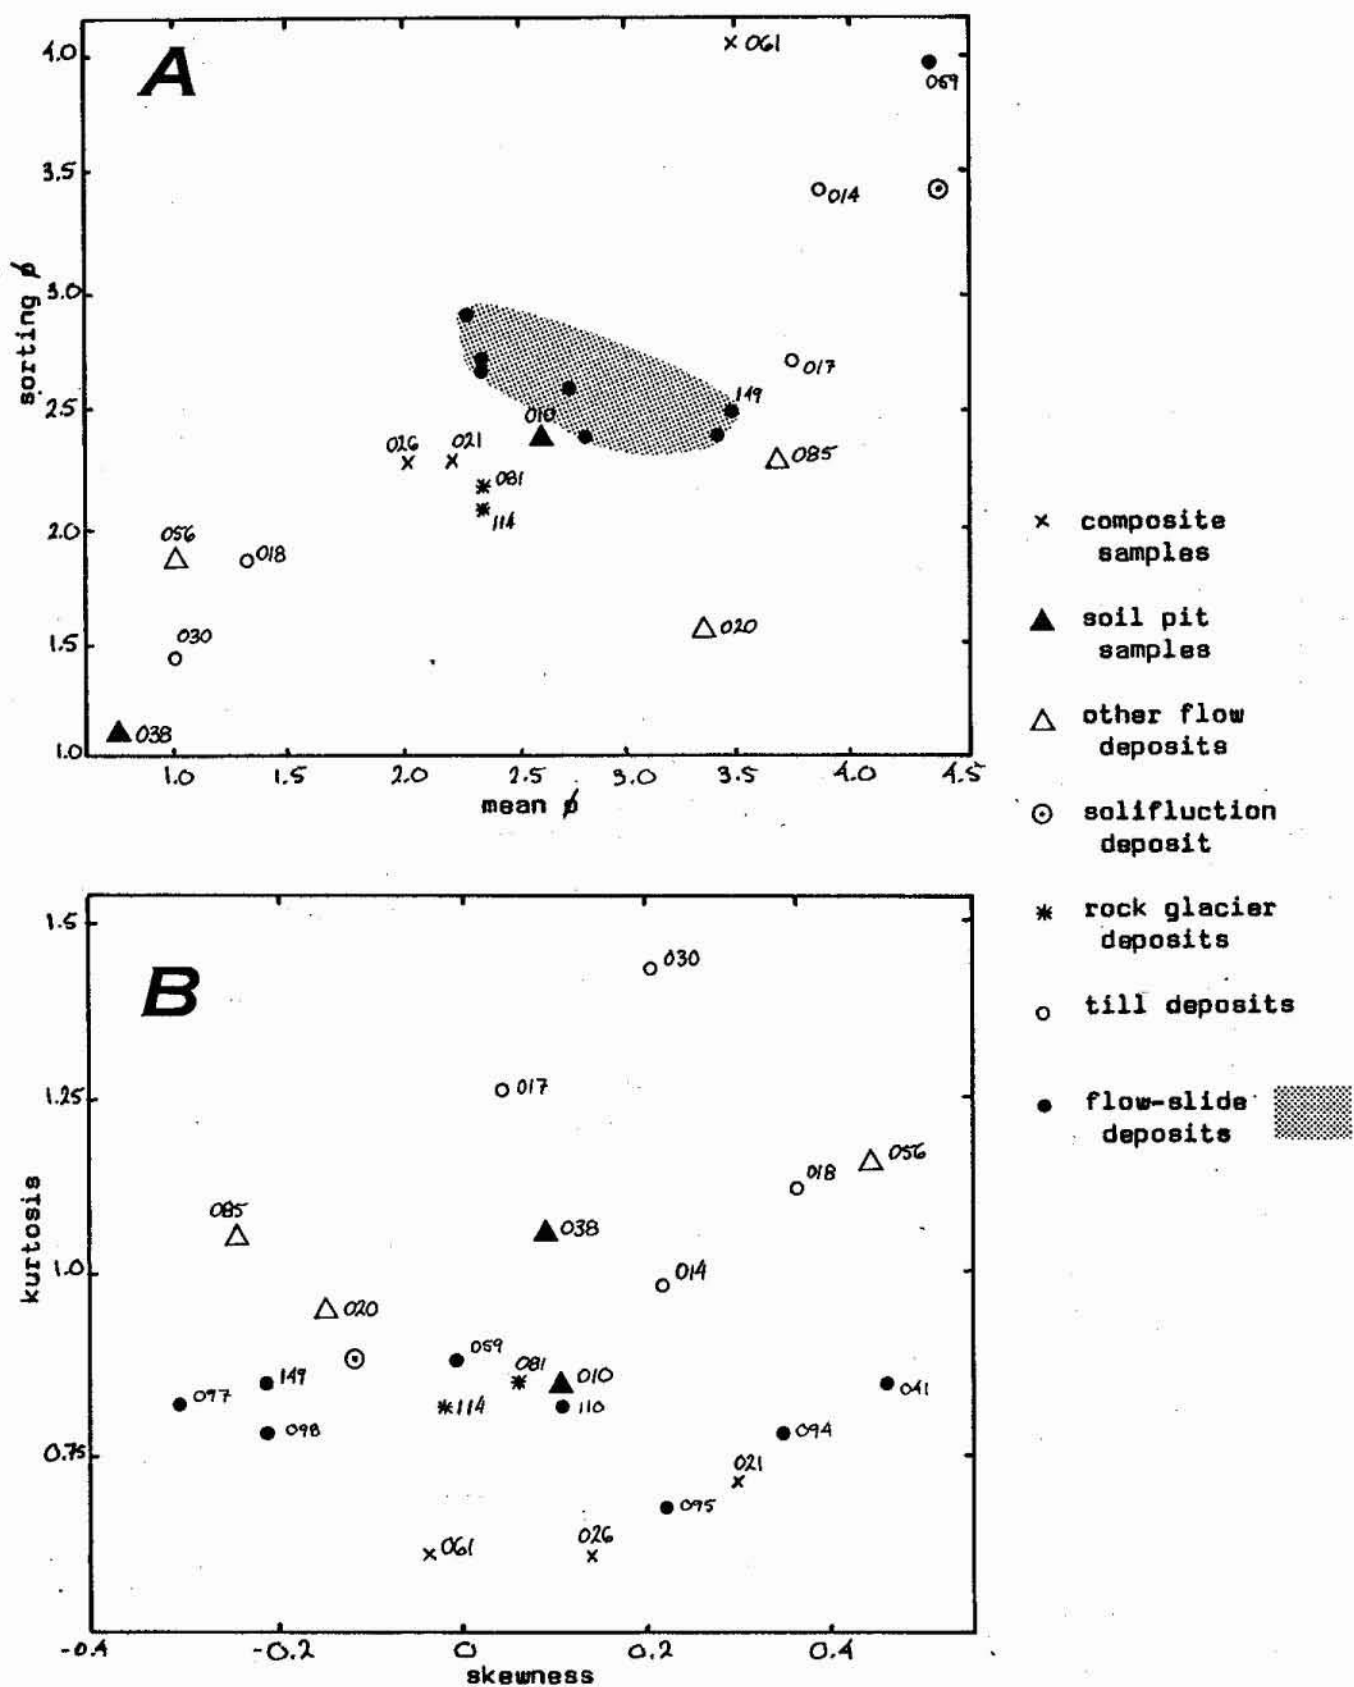 A
061
069
4.0
3.5
014
sorting ø
3.0
017
2.5
149
010
026
021
085
081
114
2.0
056
018
1.5
030
020
038
1.0
1.0 1.5 2.0 2.5 3.0 3.5 4.0 4.5
mean ø
x composite
samples
soil pit
samples
other flow
deposits
solifluction
deposit
rock glacier
deposits
till deposits
flow-slide
deposits
B
1.5
030
1.25
017
018
056
kurtosis
085
038
1.0
014
020
059
081
010
149
097
114
110
041
098
094
0.75
021
095
061
026
-0.4 -0.2 0 0.2 0.4
skewness